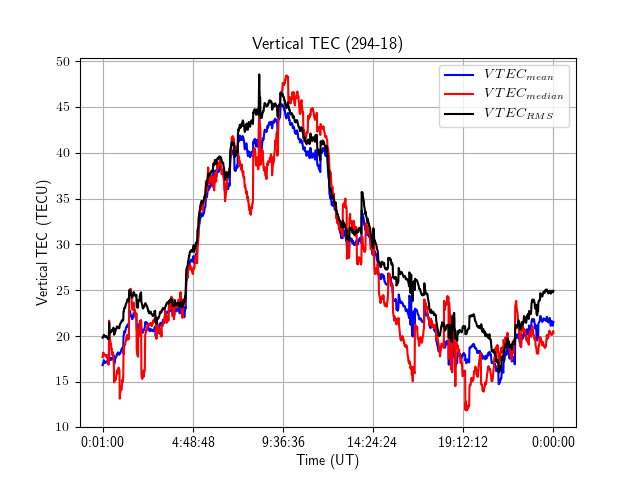 Vertical TEC (294-18)
VTEC_mean
VTEC_median
VTEC_RMS
Vertical TEC (TECU)
50
45
40
35
30
25
20
15
10
0:01:00 4:48:48 9:36:36 14:24:24 19:12:12 0:00:00
Time (UT)